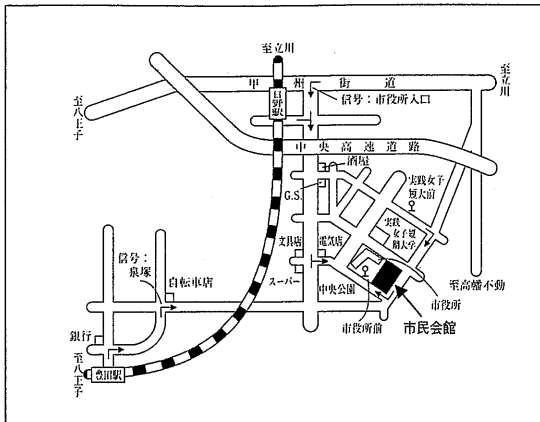 至立川
甲州街道
至立川
日野駅
信号：市役所入口
至八王子
中央高速道路
酒屋
G.S.
実践女子
短大前
実践
女子短
期大学
文具店
電気店
信号：
泉塚
自転車店
スーパー
中央公園
至高幡不動
市役所
市役所前
市民会館
銀行
至八王子
豊田駅